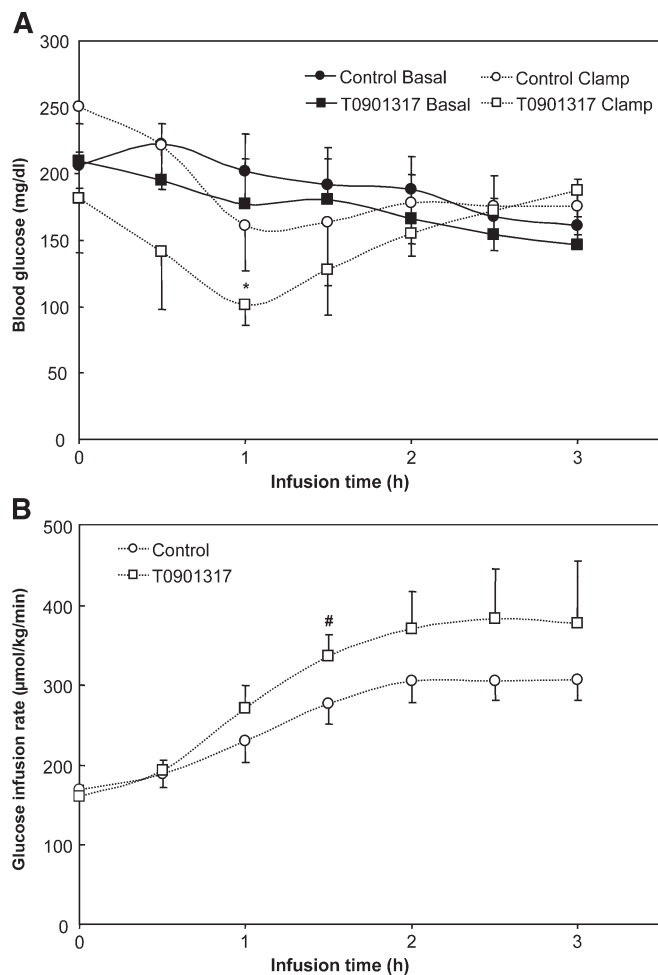 A
300
250
200
150
100
50
0
Blood glucose (mg/dl)
Control Basal
Control Clamp
T0901317 Basal
T0901317 Clamp
*
0
1
2
3
Infusion time (h)
B
500
400
300
200
100
0
Glucose infusion rate (μmol/kg/min)
Control
T0901317
#
0
1
2
3
Infusion time (h)